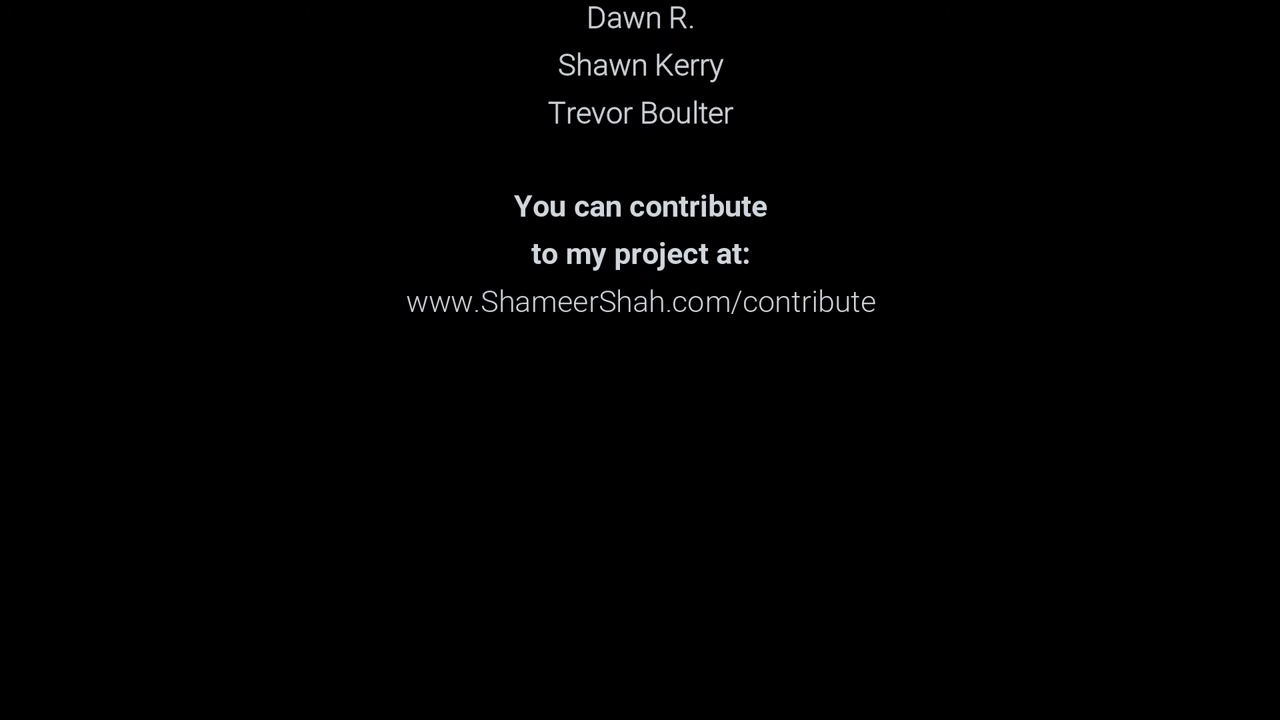 Dawn R.
Shawn Kerry
Trevor Boulter
You can contribute
to my project at:
www.ShameerShah.com/contribute